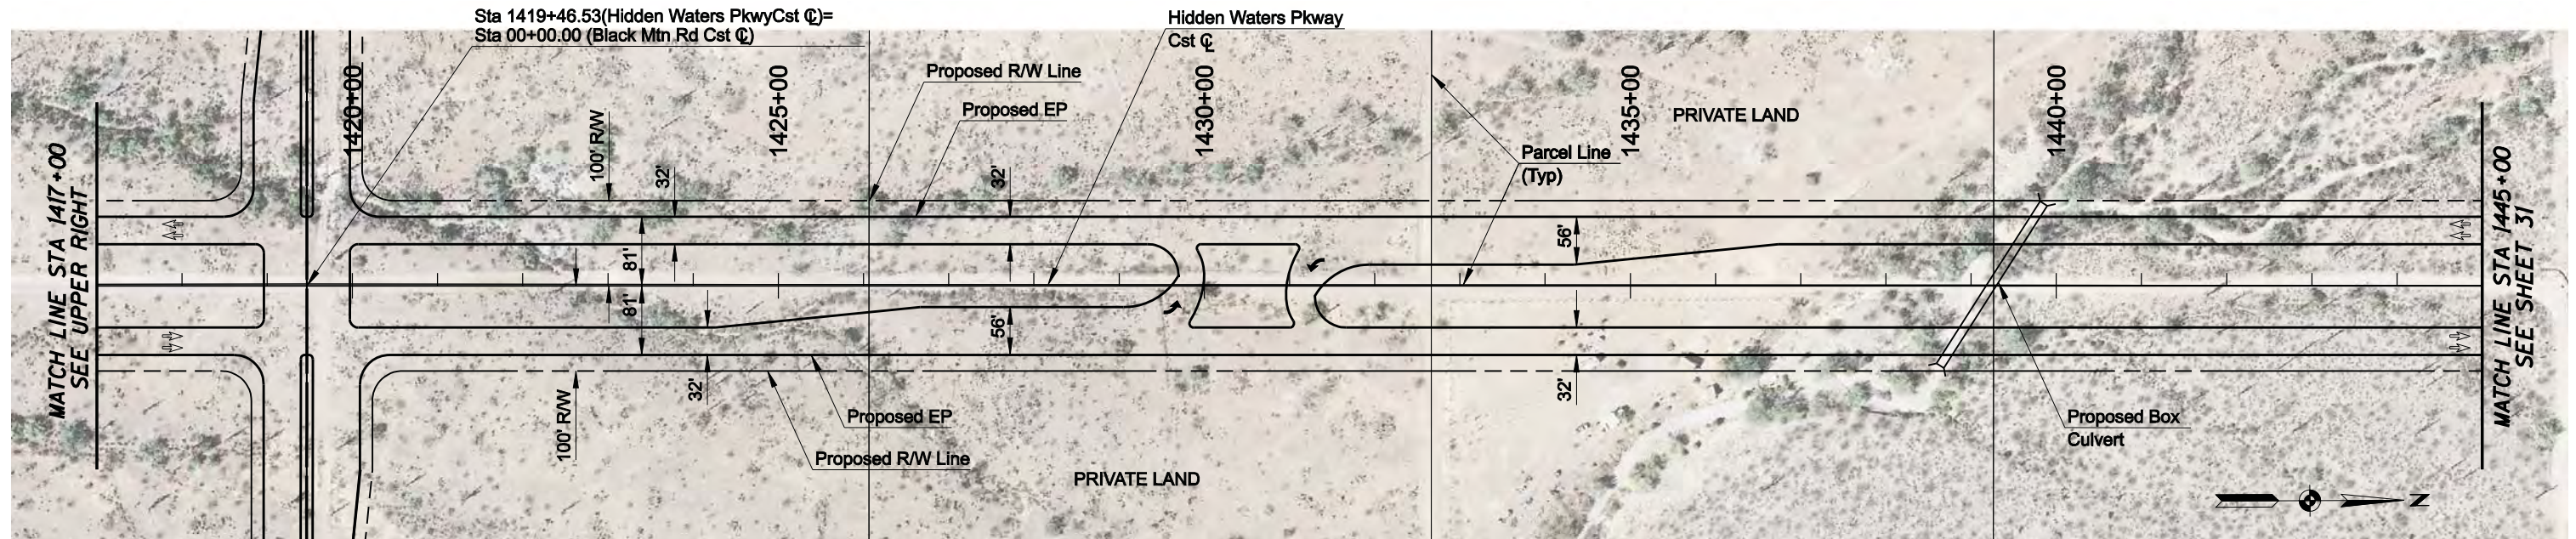 Sta 1419+46.53(Hidden Waters PkwyCst ℄)=
Sta 00+00.00 (Black Mtn Rd Cst ℄)
Hidden Waters Pkway
Cst ℄
Proposed R/W Line
Proposed EP
1420+00
1425+00
1430+00
1435+00
1440+00
PRIVATE LAND
Parcel Line
(Typ)
MATCH LINE STA 1417+00
SEE UPPER RIGHT
100' R/W
32'
32'
81'
81'
56'
56'
32'
32'
100' R/W
Proposed EP
Proposed R/W Line
PRIVATE LAND
Proposed Box
Culvert
MATCH LINE STA 1445+00
SEE SHEET 31
N